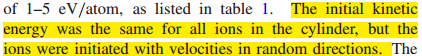 of 1–5 eV/atom, as listed in table 1. The initial kinetic
energy was the same for all ions in the cylinder, but the
ions were initiated with velocities in random directions. The